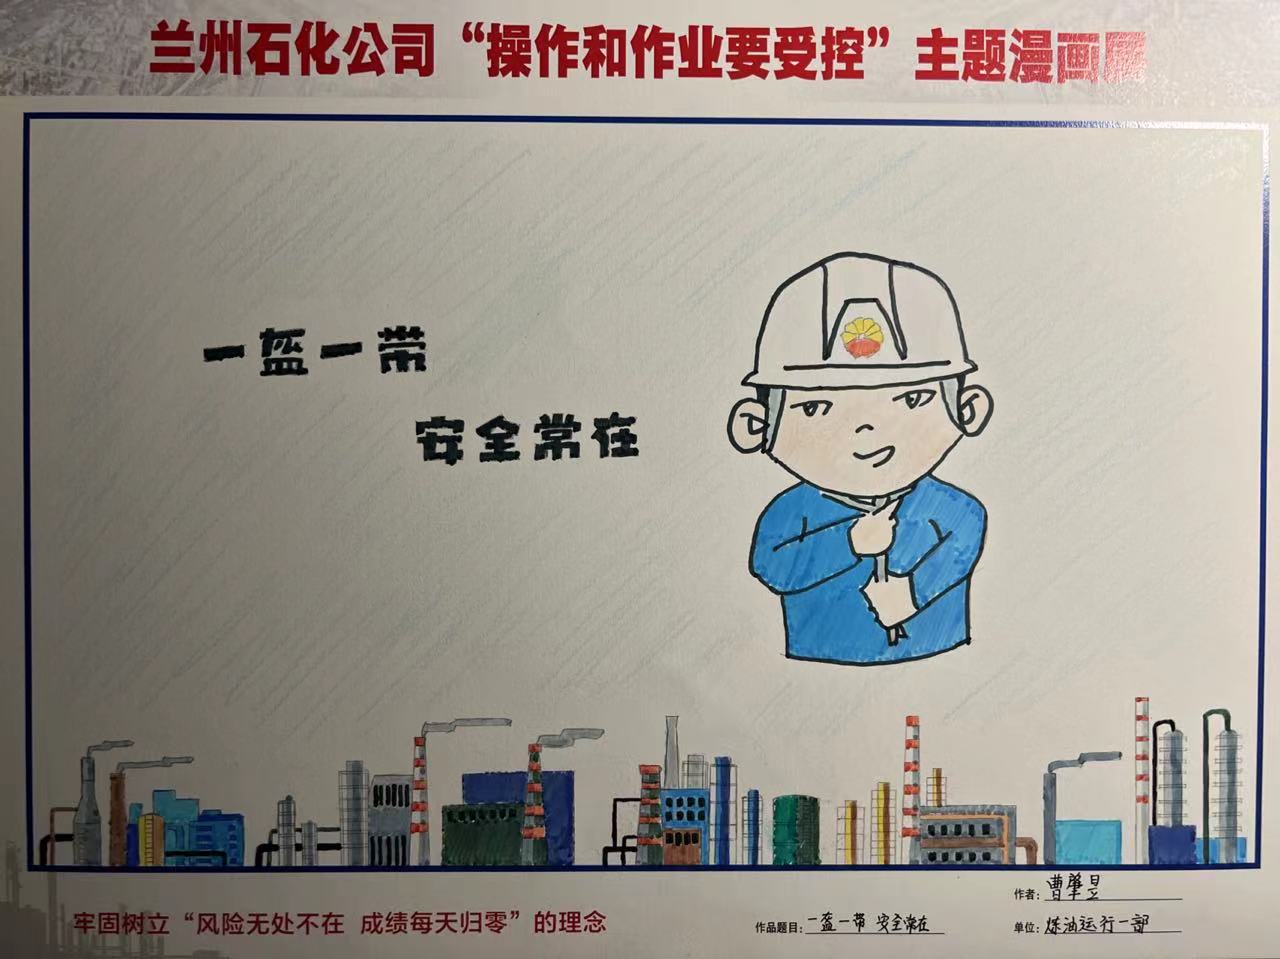 兰州石化公司“操作和作业要受控”主题漫画展
一盔一带
安全常在
作者：曹肇昱
牢固树立“风险无处不在 成绩每天归零”的理念
作品题目：一盔一带 安全常在
单位：炼油运行一部